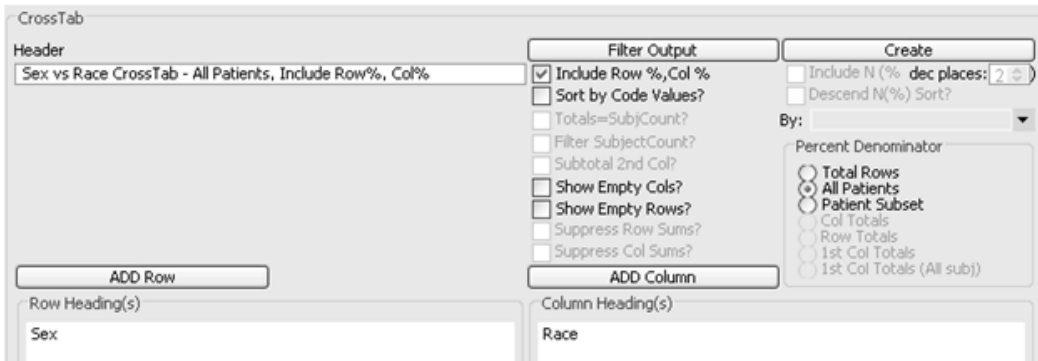 CrossTab
Header
Sex vs Race CrossTab - All Patients, Include Row%, Col%
Filter Output
Create
Include Row %,Col %
Include N (% dec places: 2 )
Sort by Code Values?
Descend N(%) Sort?
Totals=SubjCount?
By:
Filter SubjectCount?
Percent Denominator
Subtotal 2nd Col?
Total Rows
Show Empty Cols?
All Patients
Show Empty Rows?
Patient Subset
Suppress Row Sums?
Col Totals
Row Totals
Suppress Col Sums?
1st Col Totals
1st Col Totals (All subj)
ADD Row
ADD Column
Row Heading(s)
Column Heading(s)
Sex
Race